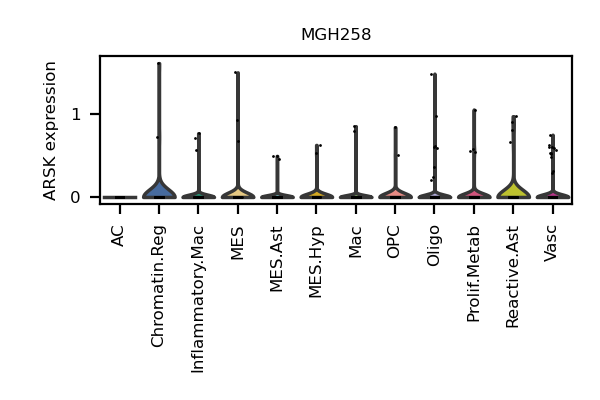 MGH258
ARSK expression
1
0
AC
Chromatin.Reg
Inflammatory.Mac
MES
MES.Ast
MES.Hyp
Mac
OPC
Oligo
Prolif.Metab
Reactive.Ast
Vasc